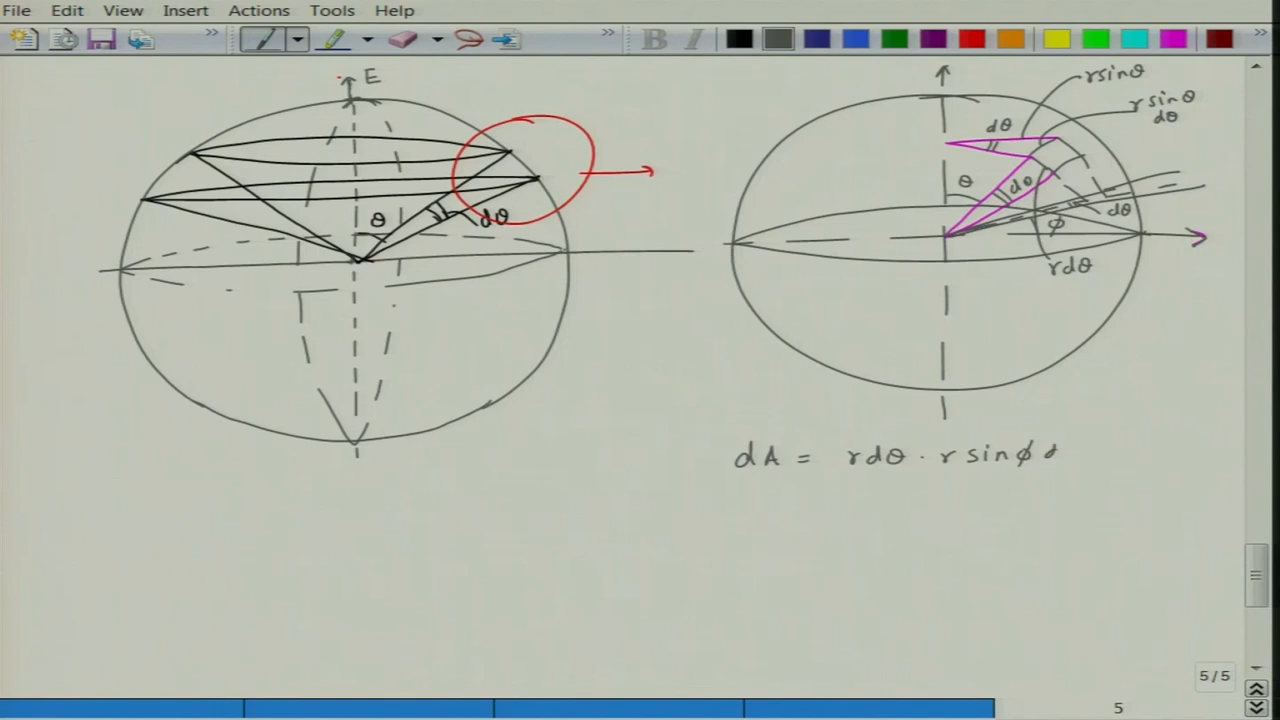 File Edit View Insert Actions Tools Help
B I
E
θ
dθ
rsinθ
r sinθ
dθ
dθ
θ
dθ
dθ
φ
rdθ
dA = rdθ · r sinφ
5/5
5